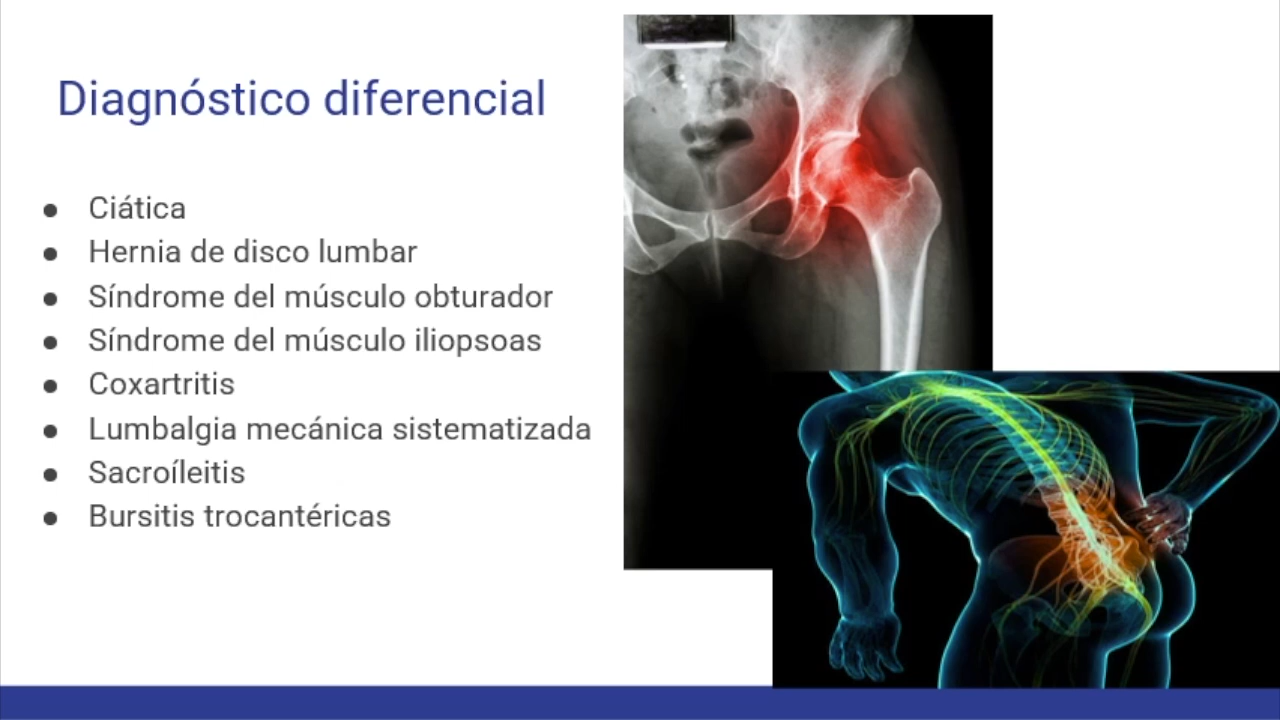 Diagnóstico diferencial
● Ciática
● Hernia de disco lumbar
● Síndrome del músculo obturador
● Síndrome del músculo iliopsoas
● Coxartritis
● Lumbalgia mecánica sistematizada
● Sacroíleitis
● Bursitis trocantéricas